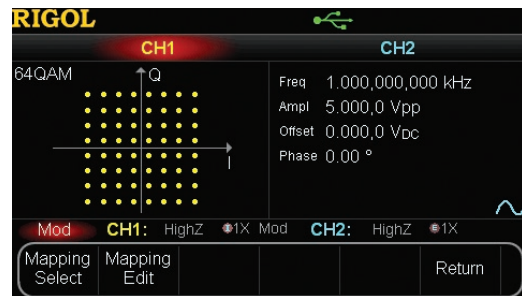 RIGOL
CH1 CH2
64QAM Q
I
Freq 1.000,000,000 kHz
Ampl 5.000,0 Vpp
Offset 0.000,0 VDC
Phase 0.00 °
Mod CH1: HighZ 1X Mod CH2: HighZ 1X
Mapping Select
Mapping Edit
Return